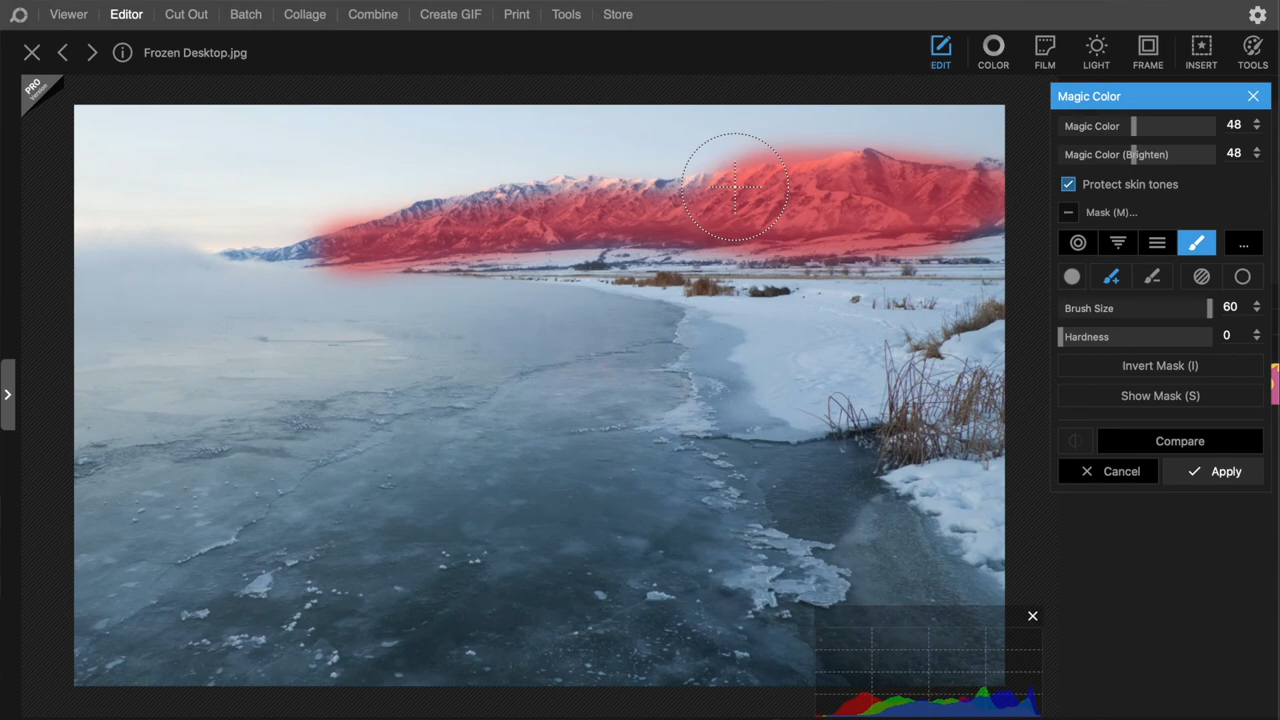 Viewer Editor Cut Out Batch Collage Combine Create GIF Print Tools Store
Frozen Desktop.jpg
EDIT COLOR FILM LIGHT FRAME INSERT TOOLS
PRO
Version
Magic Color
Magic Color 48
Magic Color (Brighten) 48
Protect skin tones
Mask (M)...
...
Brush Size 60
Hardness 0
Invert Mask (I)
Show Mask (S)
Compare
Cancel Apply